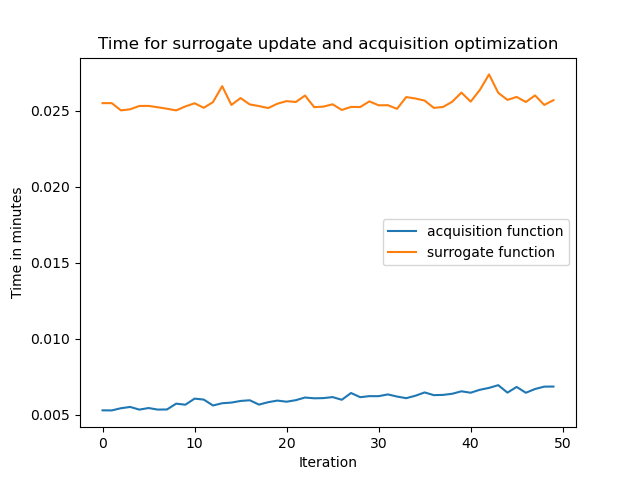 Time for surrogate update and acquisition optimization
Time in minutes
0.025
0.020
0.015
0.010
0.005
acquisition function
surrogate function
0 10 20 30 40 50
Iteration